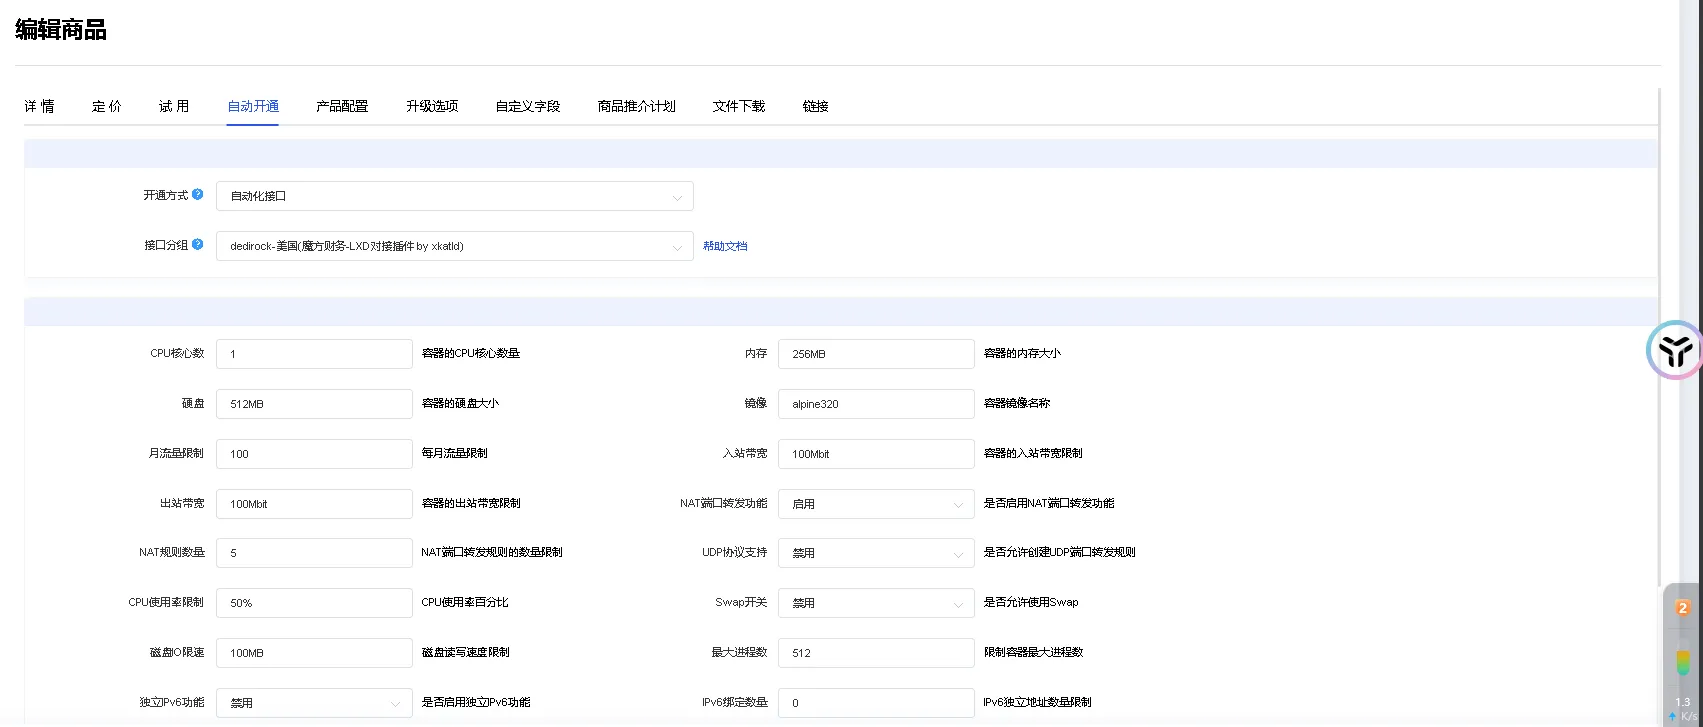 编辑商品
详情 定价 试用 自动开通 产品配置 升级选项 自定义字段 商品推介计划 文件下载 链接
开通方式 ? 自动化接口
接口分组 ? dedirock-美国(魔方财务-LXD对接插件 by xkatld) 帮助文档
CPU核心数 1 容器的CPU核心数量 内存 256MB 容器的内存大小
硬盘 512MB 容器的硬盘大小 镜像 alpine320 容器镜像名称
月流量限制 100 每月流量限制 入站带宽 100Mbit 容器的入站带宽限制
出站带宽 100Mbit 容器的出站带宽限制 NAT端口转发功能 启用 是否启用NAT端口转发功能
NAT规则数量 5 NAT端口转发规则的数量限制 UDP协议支持 禁用 是否允许创建UDP端口转发规则
CPU使用率限制 50% CPU使用率百分比 Swap开关 禁用 是否允许使用Swap
磁盘IO限速 100MB 磁盘读写速度限制 最大进程数 512 限制容器最大进程数
独立IPv6功能 禁用 是否启用独立IPv6功能 IPv6绑定数量 0 IPv6独立地址数量限制
2
1.3
K/s